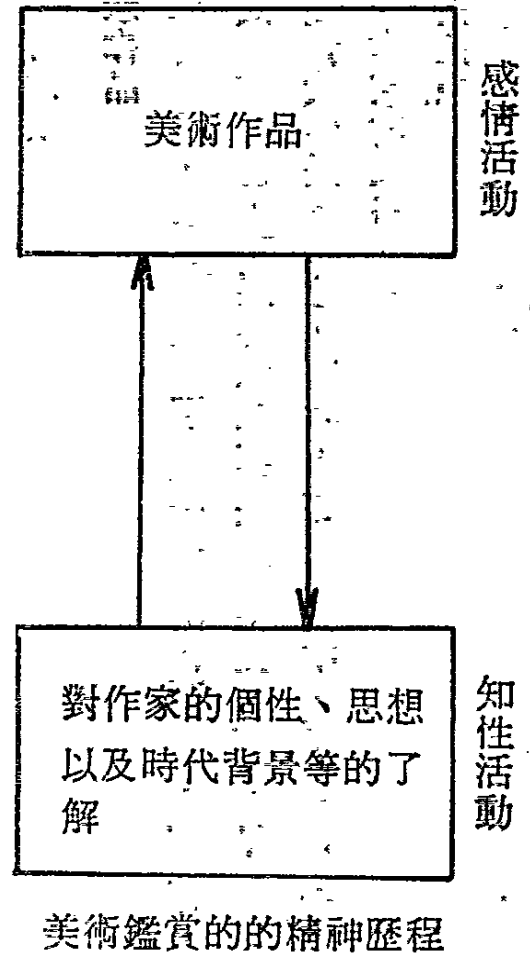 美術作品
感情活動
對作家的個性、思想
以及時代背景等的了
解
知性活動
美術鑑賞的的精神歷程